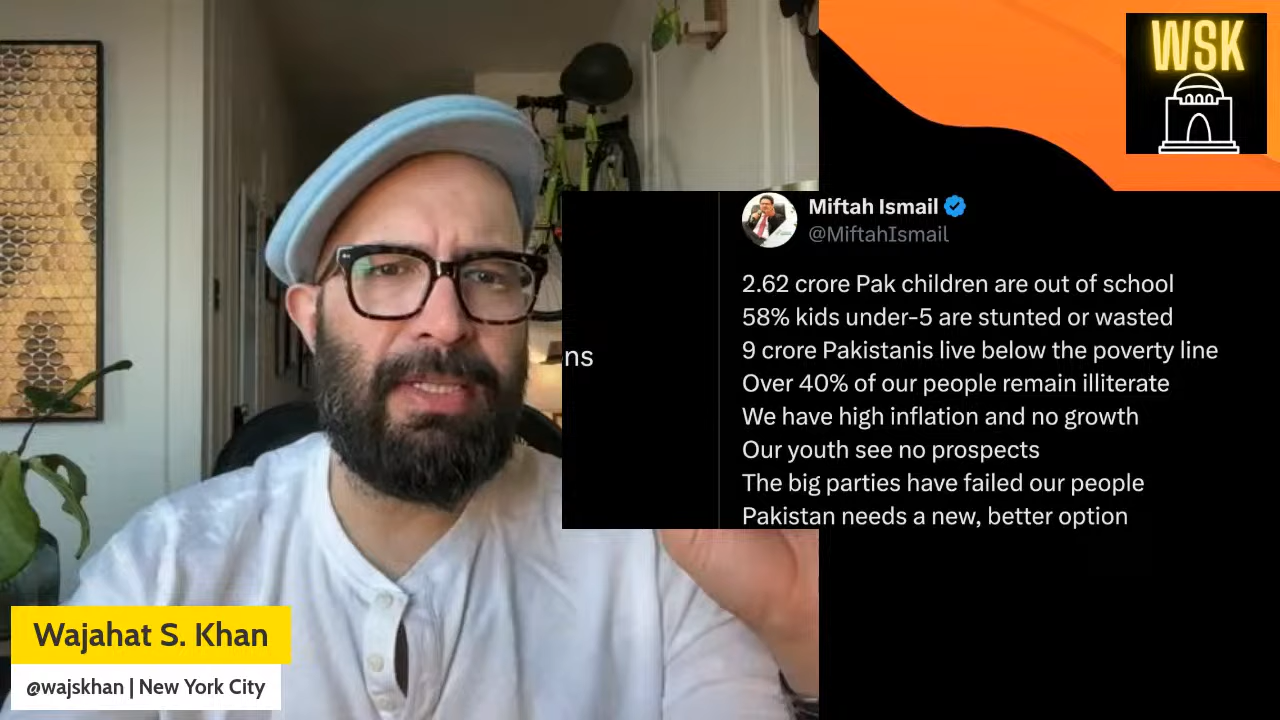 WSK
Miftah Ismail
@MiftahIsmail
2.62 crore Pak children are out of school
58% kids under-5 are stunted or wasted
9 crore Pakistanis live below the poverty line
Over 40% of our people remain illiterate
We have high inflation and no growth
Our youth see no prospects
The big parties have failed our people
Pakistan needs a new, better option
ns
Wajahat S. Khan
@wajskhan | New York City